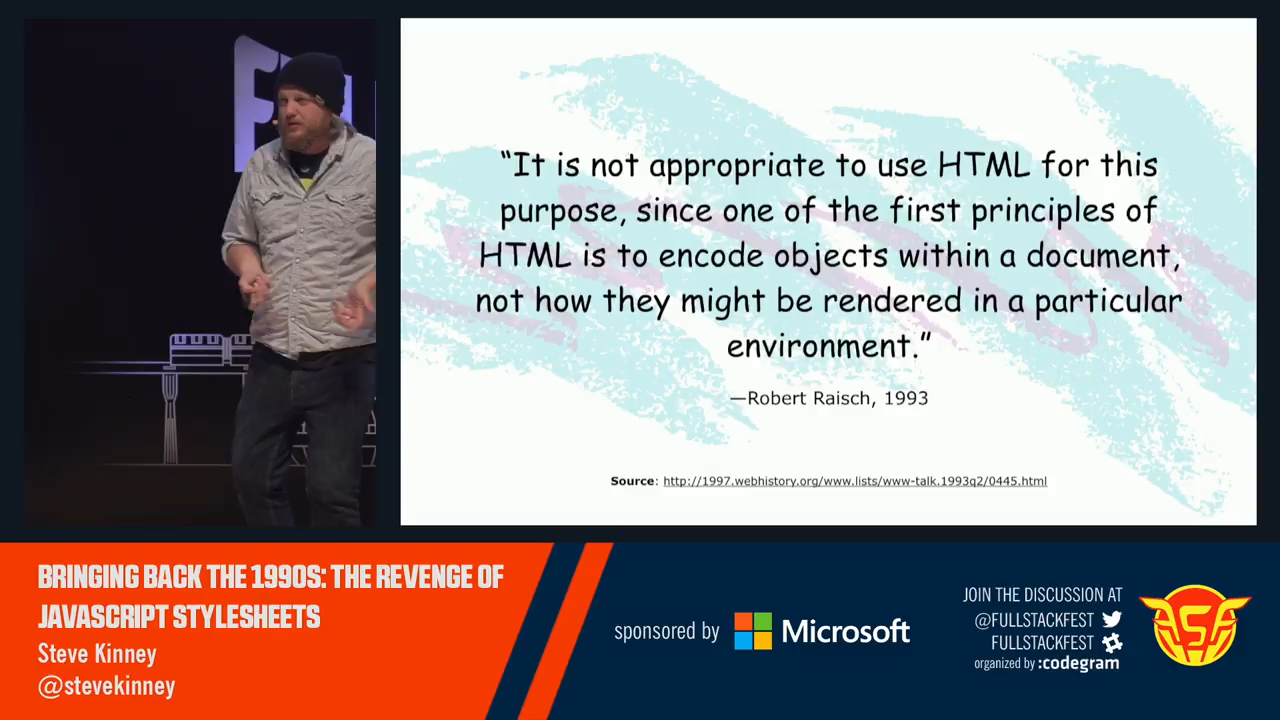 “It is not appropriate to use HTML for this
purpose, since one of the first principles of
HTML is to encode objects within a document,
not how they might be rendered in a particular
environment.”
—Robert Raisch, 1993
Source: http://1997.webhistory.org/www.lists/www-talk.1993q2/0445.html
BRINGING BACK THE 1990S: THE REVENGE OF
JAVASCRIPT STYLESHEETS
Steve Kinney
@stevekinney
sponsored by Microsoft
JOIN THE DISCUSSION AT
@FULLSTACKFEST
FULLSTACKFEST
organized by :codegram
FSF